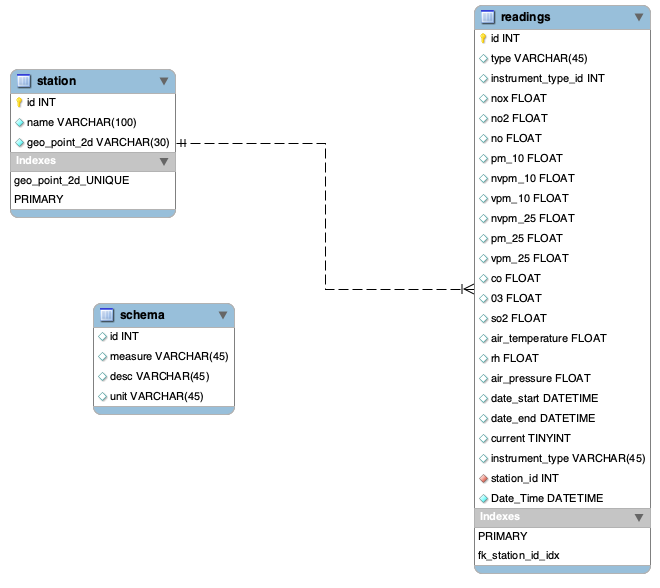 station
id INT
name VARCHAR(100)
geo_point_2d VARCHAR(30)
Indexes
geo_point_2d_UNIQUE
PRIMARY
schema
id INT
measure VARCHAR(45)
desc VARCHAR(45)
unit VARCHAR(45)
readings
id INT
type VARCHAR(45)
instrument_type_id INT
nox FLOAT
no2 FLOAT
no FLOAT
pm_10 FLOAT
nvpm_10 FLOAT
vpm_10 FLOAT
nvpm_25 FLOAT
pm_25 FLOAT
vpm_25 FLOAT
co FLOAT
03 FLOAT
so2 FLOAT
air_temperature FLOAT
rh FLOAT
air_pressure FLOAT
date_start DATETIME
date_end DATETIME
current TINYINT
instrument_type VARCHAR(45)
station_id INT
Date_Time DATETIME
Indexes
PRIMARY
fk_station_id_idx